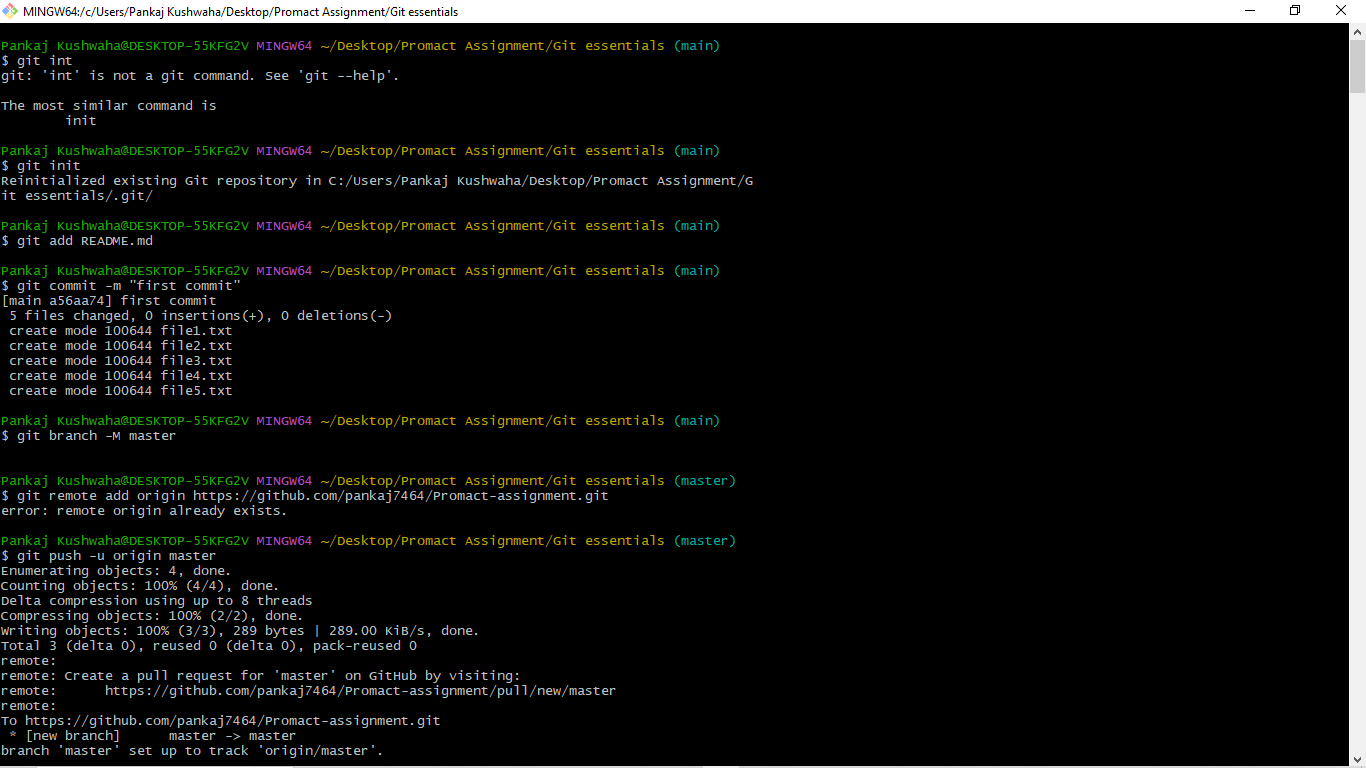 MINGW64:/c/Users/Pankaj Kushwaha/Desktop/Promact Assignment/Git essentials
Pankaj Kushwaha@DESKTOP-55KFG2V MINGW64 ~/Desktop/Promact Assignment/Git essentials (main)
$ git int
git: 'int' is not a git command. See 'git --help'.
The most similar command is
init
Pankaj Kushwaha@DESKTOP-55KFG2V MINGW64 ~/Desktop/Promact Assignment/Git essentials (main)
$ git init
Reinitialized existing Git repository in C:/Users/Pankaj Kushwaha/Desktop/Promact Assignment/G
it essentials/.git/
Pankaj Kushwaha@DESKTOP-55KFG2V MINGW64 ~/Desktop/Promact Assignment/Git essentials (main)
$ git add README.md
Pankaj Kushwaha@DESKTOP-55KFG2V MINGW64 ~/Desktop/Promact Assignment/Git essentials (main)
$ git commit -m "first commit"
[main a56aa74] first commit
5 files changed, 0 insertions(+), 0 deletions(-)
create mode 100644 file1.txt
create mode 100644 file2.txt
create mode 100644 file3.txt
create mode 100644 file4.txt
create mode 100644 file5.txt
Pankaj Kushwaha@DESKTOP-55KFG2V MINGW64 ~/Desktop/Promact Assignment/Git essentials (main)
$ git branch -M master
Pankaj Kushwaha@DESKTOP-55KFG2V MINGW64 ~/Desktop/Promact Assignment/Git essentials (master)
$ git remote add origin https://github.com/pankaj7464/Promact-assignment.git
error: remote origin already exists.
Pankaj Kushwaha@DESKTOP-55KFG2V MINGW64 ~/Desktop/Promact Assignment/Git essentials (master)
$ git push -u origin master
Enumerating objects: 4, done.
Counting objects: 100% (4/4), done.
Delta compression using up to 8 threads
Compressing objects: 100% (2/2), done.
Writing objects: 100% (3/3), 289 bytes | 289.00 KiB/s, done.
Total 3 (delta 0), reused 0 (delta 0), pack-reused 0
remote:
remote: Create a pull request for 'master' on GitHub by visiting:
remote:      https://github.com/pankaj7464/Promact-assignment/pull/new/master
remote:
To https://github.com/pankaj7464/Promact-assignment.git
* [new branch]      master -> master
branch 'master' set up to track 'origin/master'.